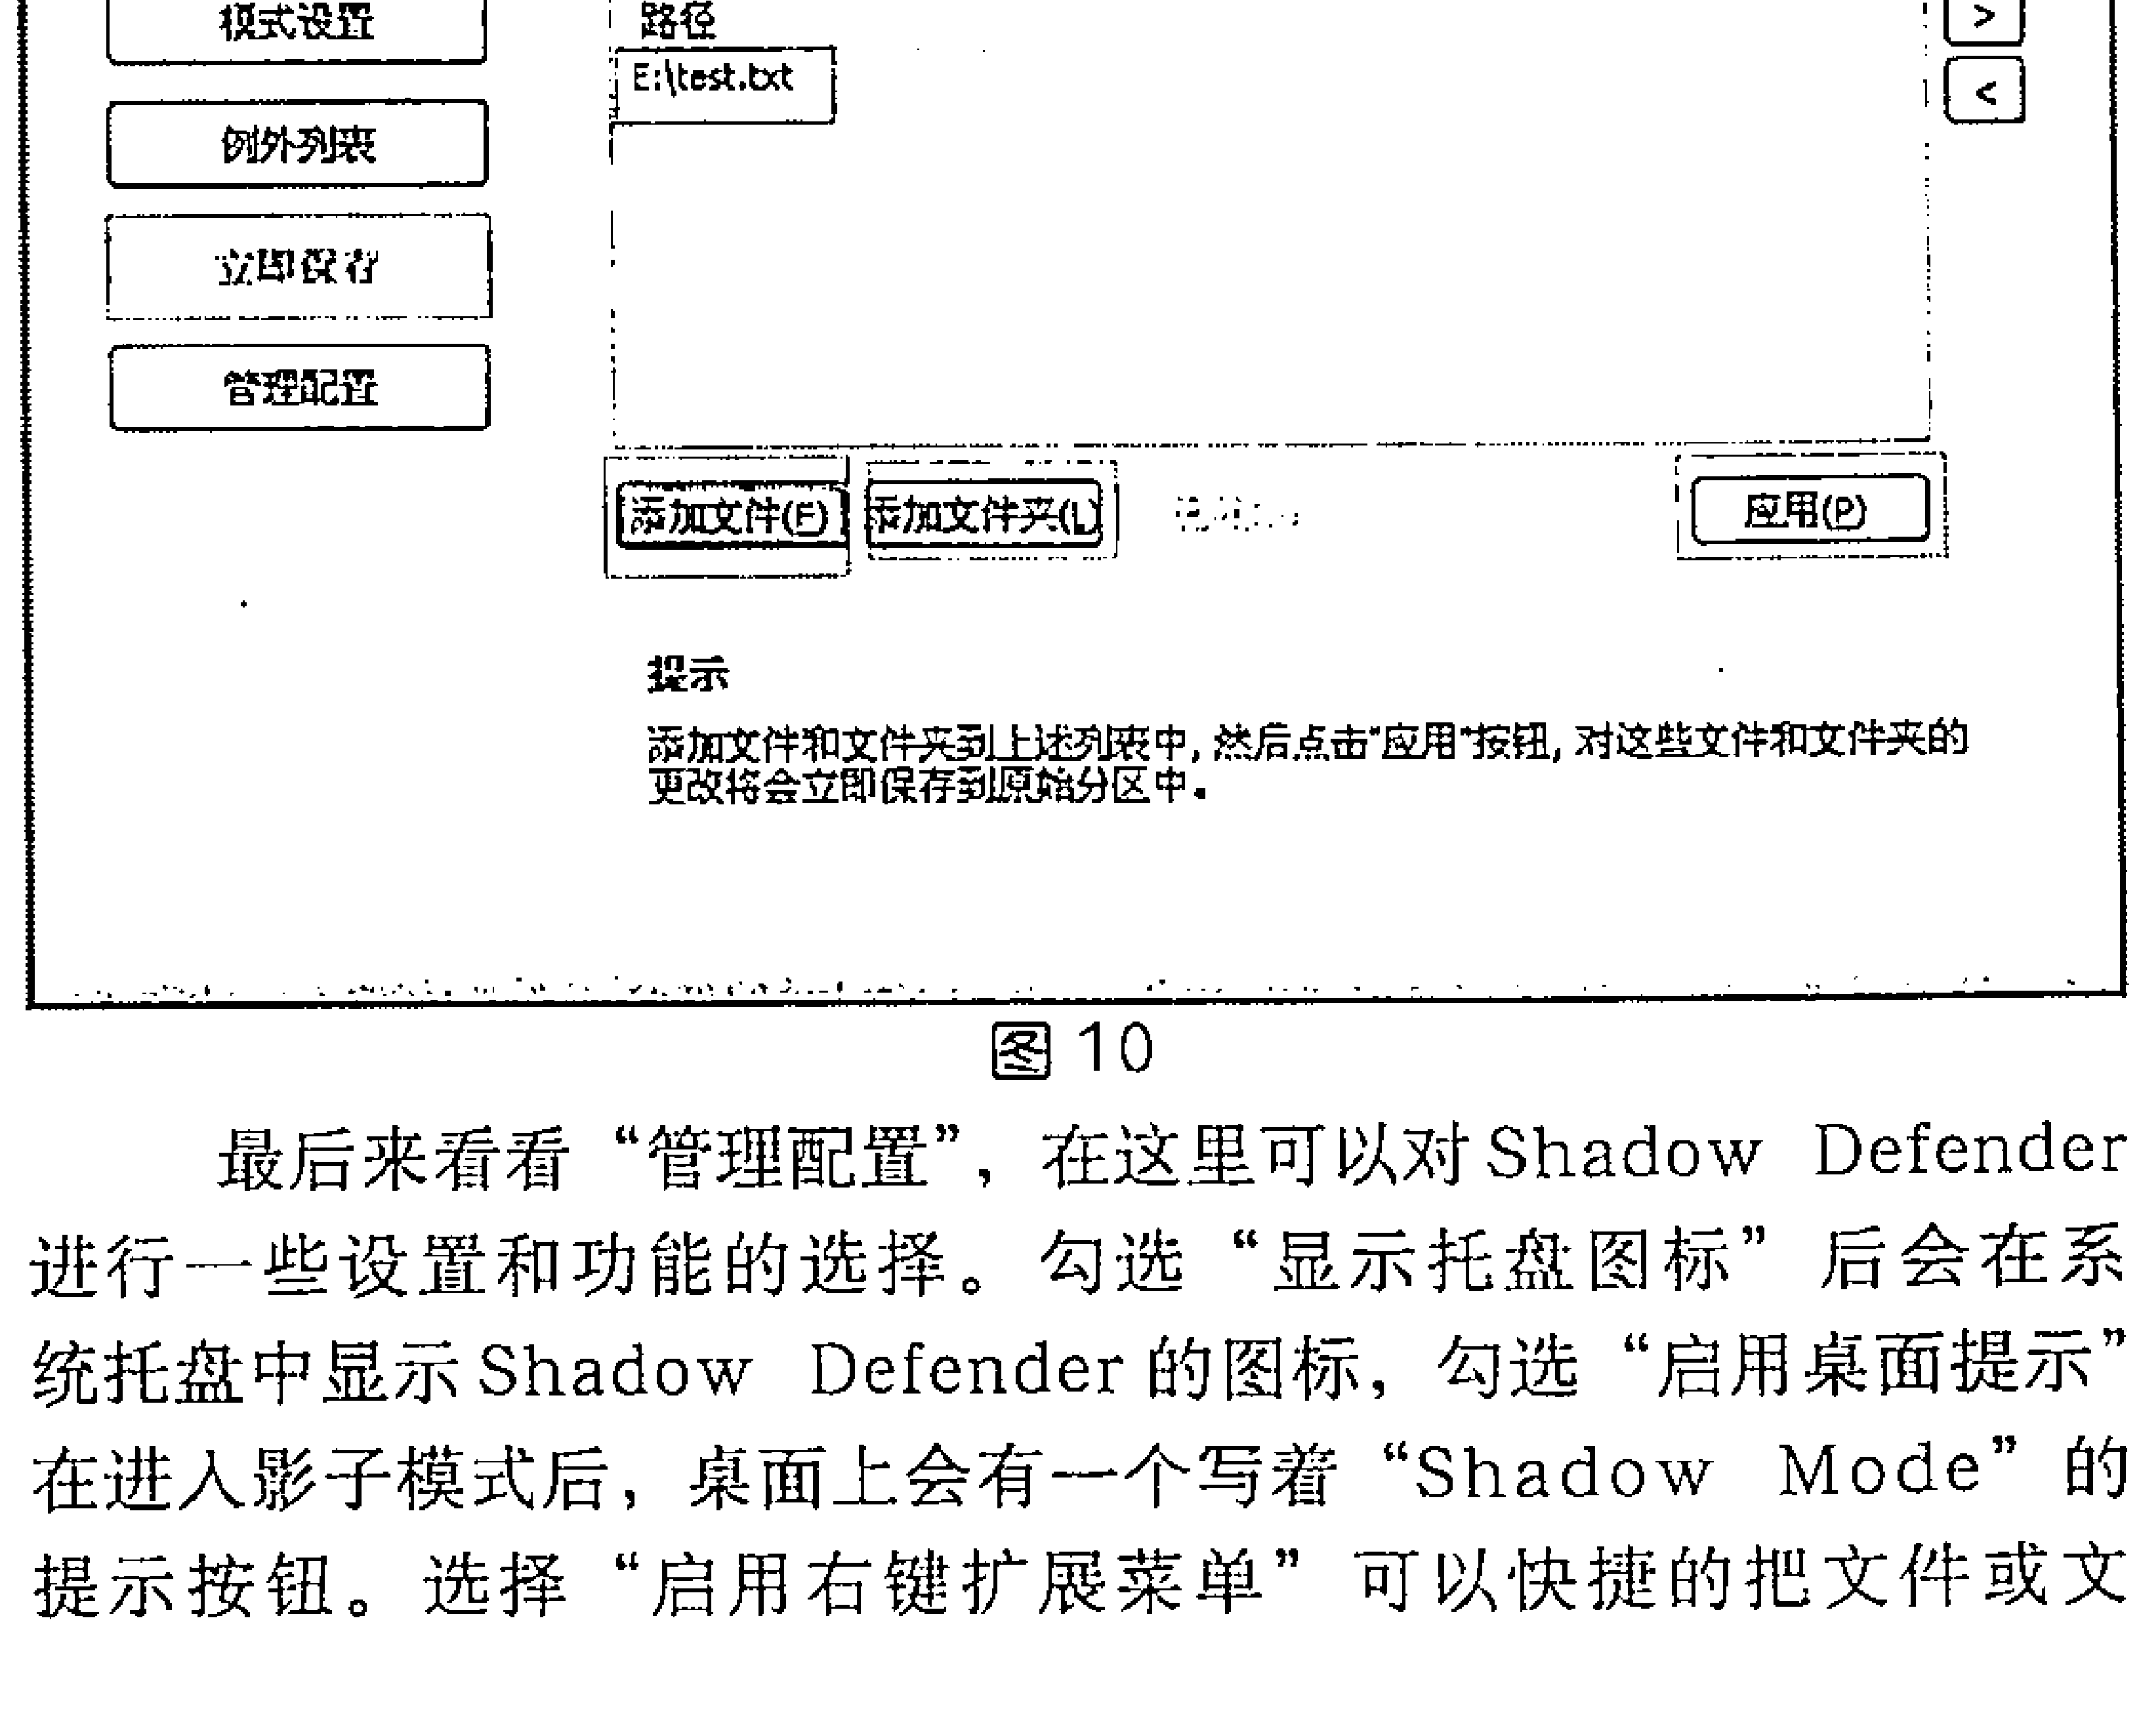 模式设置
路径
>
E:\test.txt
<
例外列表
立即保存
管理配置
添加文件(F)
添加文件夹(L)
应用(P)
提示
添加文件和文件夹到上述列表中, 然后点击"应用"按钮, 对这些文件和文件夹的
更改将会立即保存到原始分区中。
图 10
最后来看看“管理配置”，在这里可以对Shadow Defender
进行一些设置和功能的选择。勾选“显示托盘图标”后会在系
统托盘中显示Shadow Defender的图标，勾选“启用桌面提示”
在进入影子模式后，桌面上会有一个写着“Shadow Mode”的
提示按钮。选择“启用右键扩展菜单”可以快捷的把文件或文